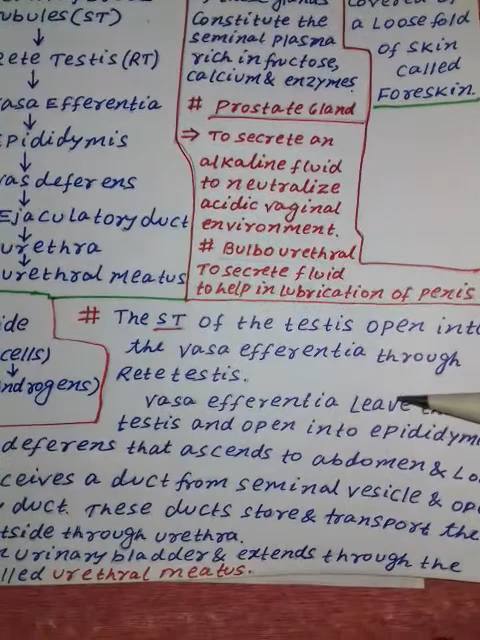 ubules (ST)
↓
ete Testis (RT)
↓
asa Efferentia
↓
Epididymis
↓
vas deferens
↓
Ejaculatory duct
↓
urethra
↓
urethral meatus
Constitute the
seminal plasma
rich in fructose,
calcium & enzymes
# Prostate Gland
⇒ To secrete an
alkaline fluid
to neutralize
acidic vaginal
environment.
# Bulbourethral
To secrete fluid
to help in lubrication of penis
a Loose fold
of skin
called
Foreskin.
ide
cells)
↓
ndrogens)
# The ST of the testis open into
the vasa efferentia through
Rete testis.
vasa efferentia Leave
testis and open into epididym
deferens that ascends to abdomen & Lo
ceives a duct from seminal vesicle & op
duct. These ducts store & transport the
tside through urethra.
urinary bladder & extends through the
lled urethral meatus.